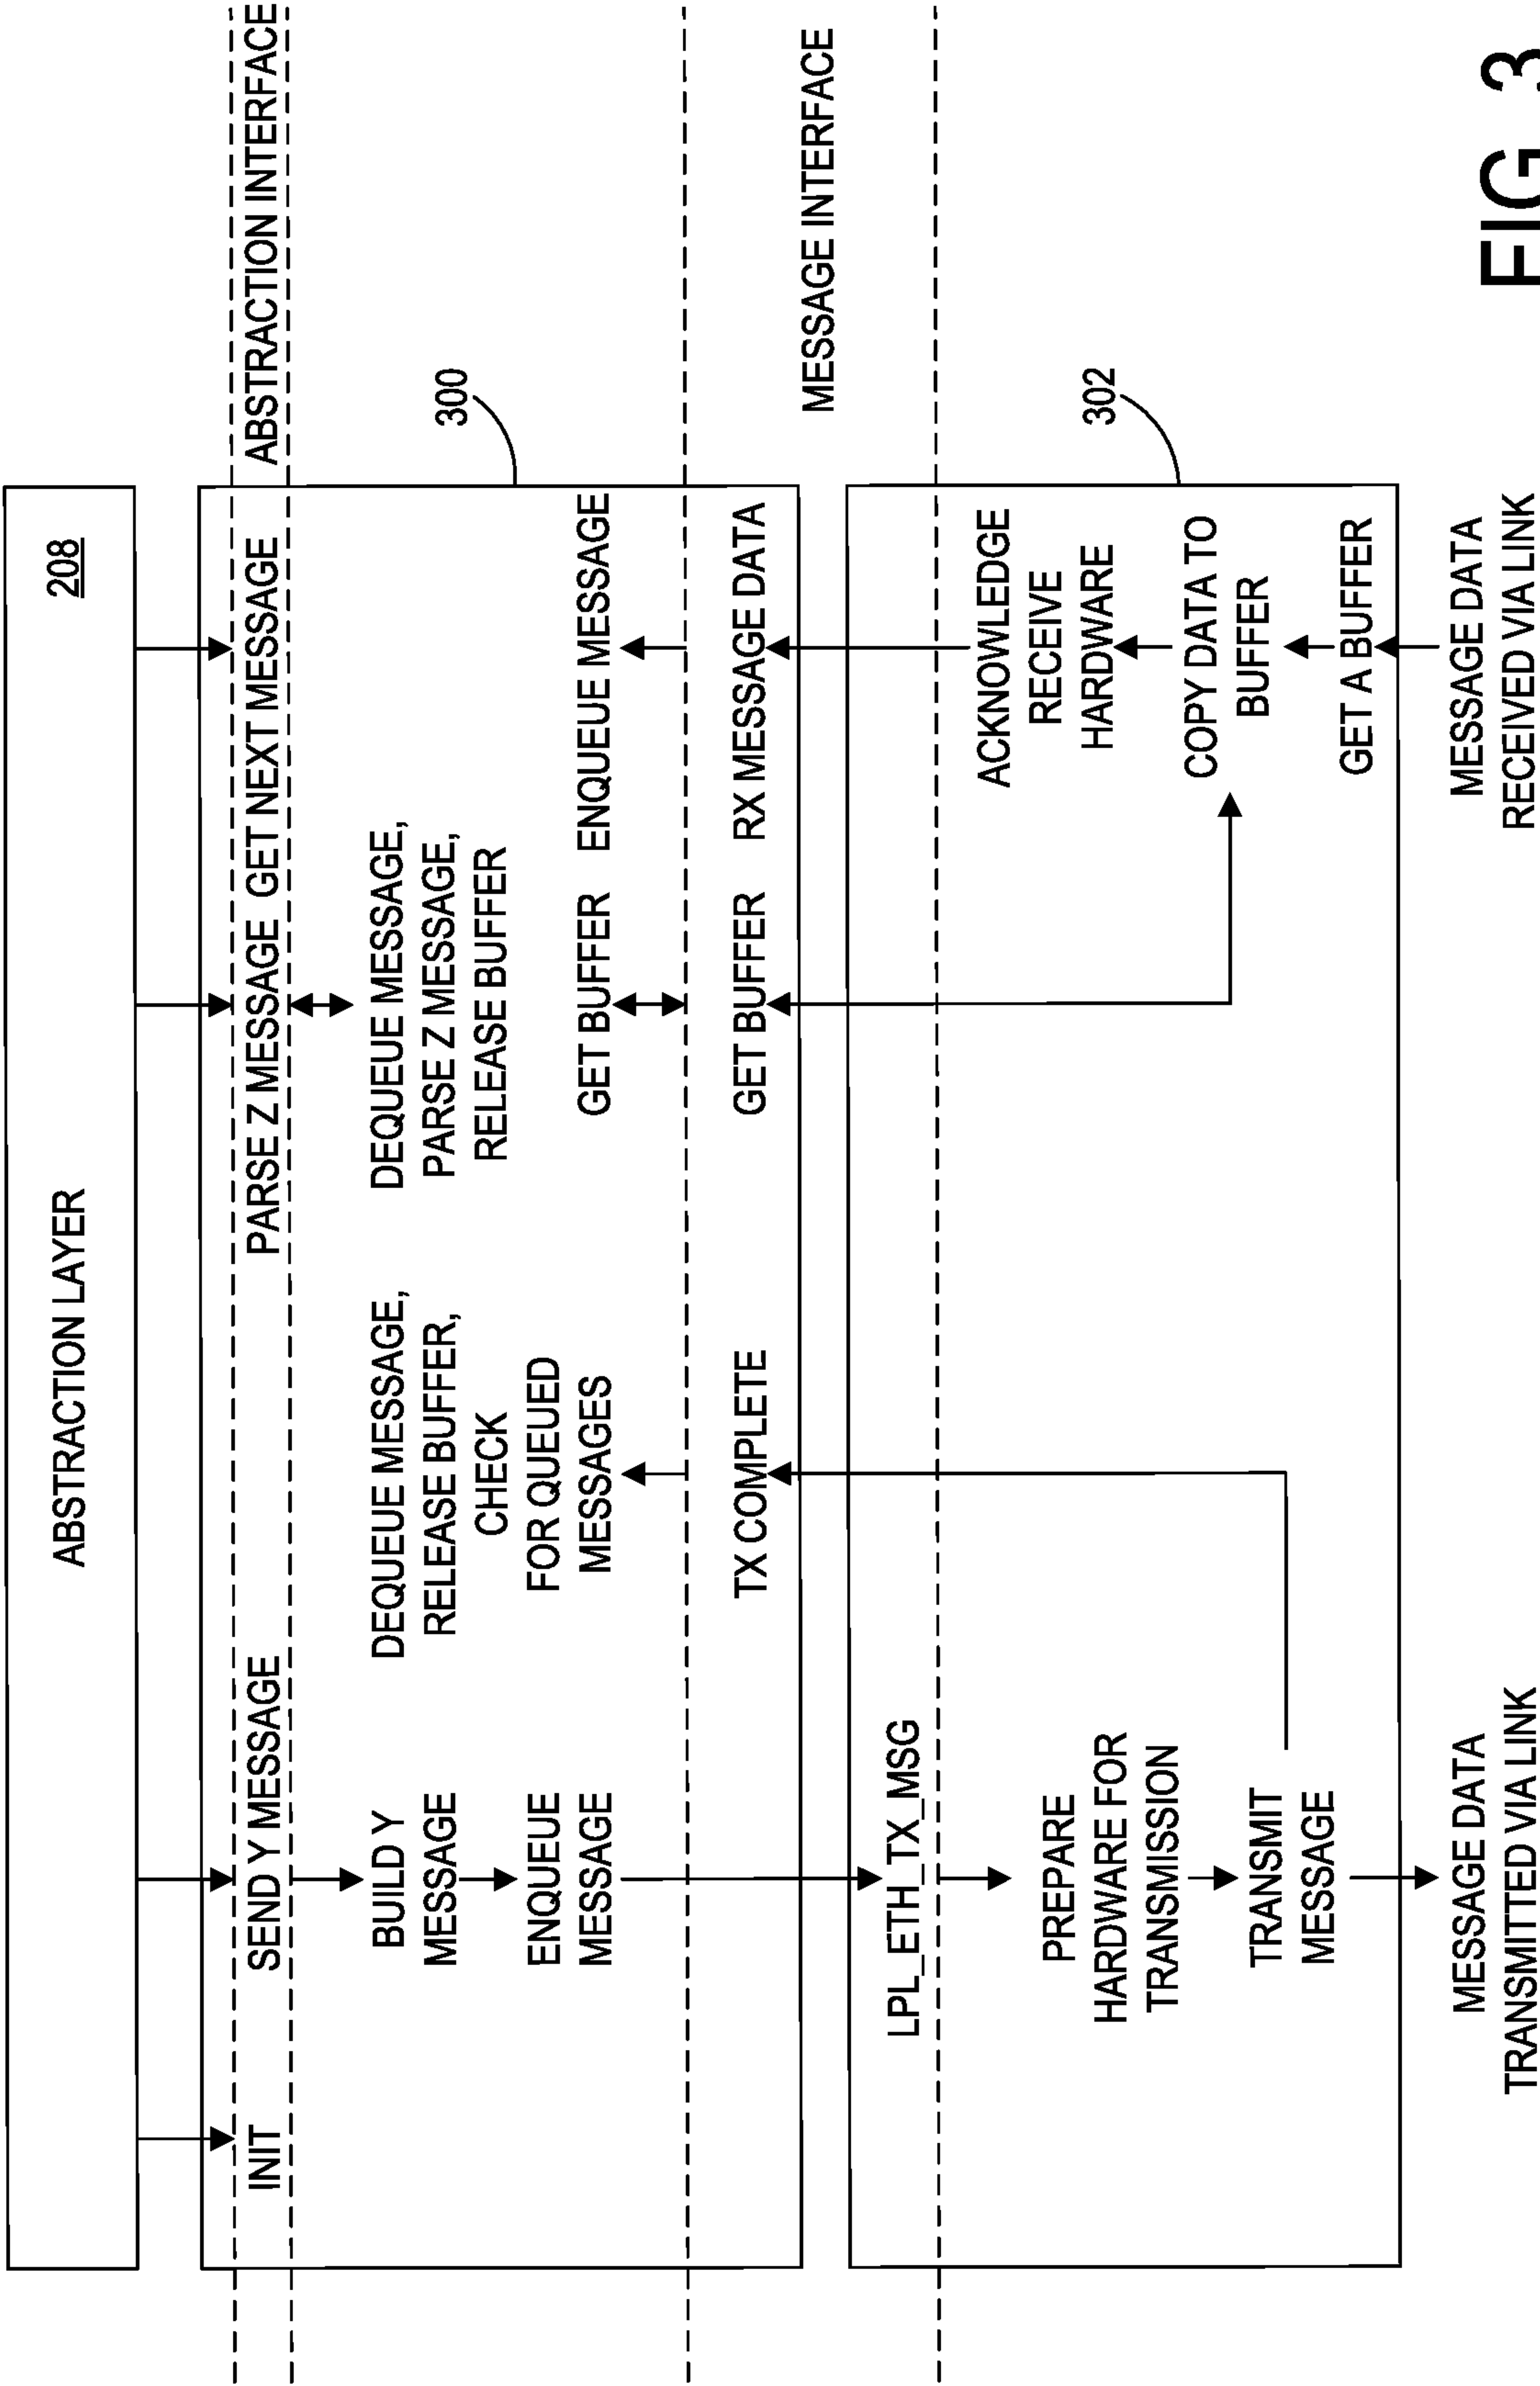 ABSTRACTION LAYER
208
INIT
SEND Y MESSAGE
PARSE Z MESSAGE
GET NEXT MESSAGE
ABSTRACTION INTERFACE
BUILD Y
MESSAGE
ENQUEUE
MESSAGE
DEQUEUE MESSAGE,
RELEASE BUFFER,
CHECK
FOR QUEUED
MESSAGES
DEQUEUE MESSAGE,
PARSE Z MESSAGE,
RELEASE BUFFER
GET BUFFER
ENQUEUE MESSAGE
300
TX COMPLETE
GET BUFFER
RX MESSAGE DATA
MESSAGE INTERFACE
LPL_ETH_TX_MSG
PREPARE
HARDWARE FOR
TRANSMISSION
TRANSMIT
MESSAGE
ACKNOWLEDGE
RECEIVE
HARDWARE
COPY DATA TO
BUFFER
GET A BUFFER
302
MESSAGE DATA
TRANSMITTED VIA LINK
MESSAGE DATA
RECEIVED VIA LINK
FIG. 3